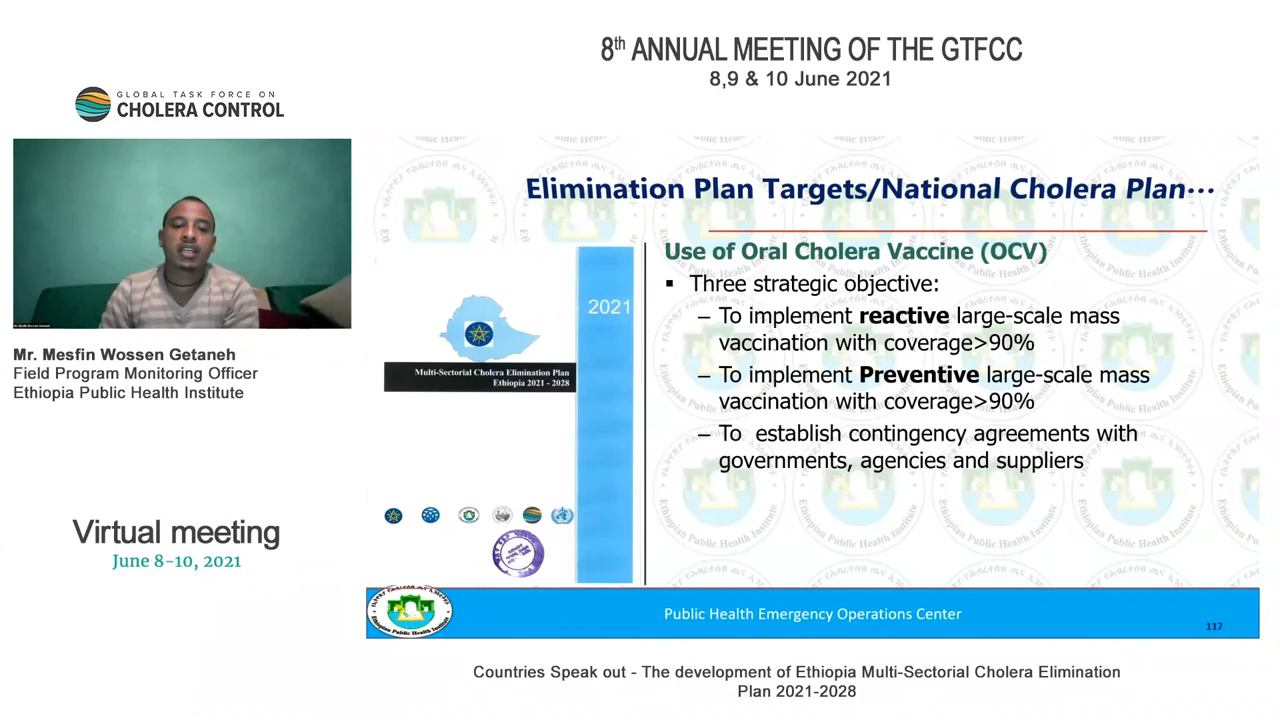 8th ANNUAL MEETING OF THE GTFCC
8,9 & 10 June 2021
GLOBAL TASK FORCE ON
CHOLERA CONTROL
Mr. Mesfin Wossen Getaneh
Field Program Monitoring Officer
Ethiopia Public Health Institute
Virtual meeting
June 8-10, 2021
Elimination Plan Targets/National Cholera Plan...
2021
Multi-Sectorial Cholera Elimination Plan
Ethiopia 2021 - 2028
Use of Oral Cholera Vaccine (OCV)
▪ Three strategic objective:
– To implement reactive large-scale mass
vaccination with coverage>90%
– To implement Preventive large-scale mass
vaccination with coverage>90%
– To establish contingency agreements with
governments, agencies and suppliers
Ethiopian Public Health Institute
Public Health Emergency Operations Center
117
Countries Speak out - The development of Ethiopia Multi-Sectorial Cholera Elimination
Plan 2021-2028